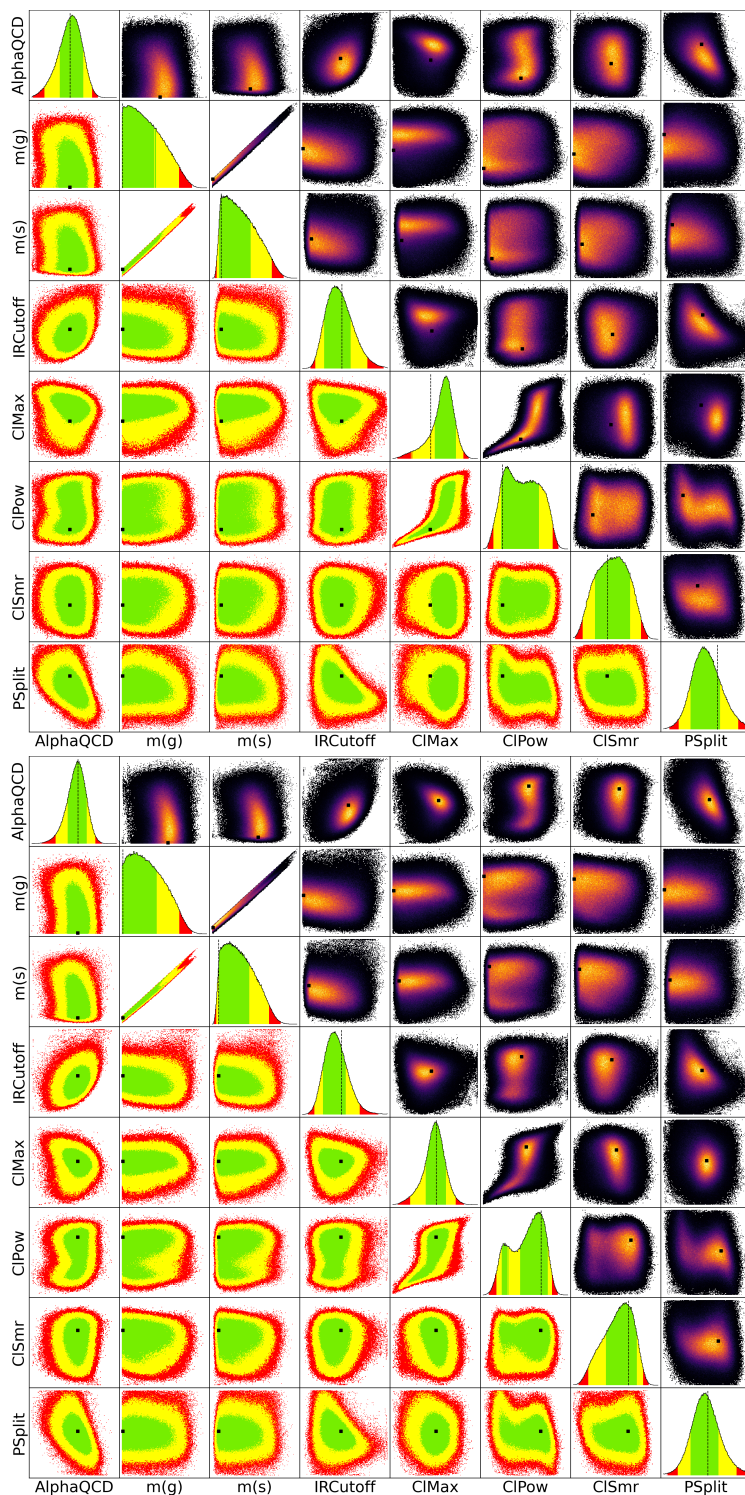 AlphaQCD
m(g)
m(s)
IRCutoff
ClMax
ClPow
ClSmr
PSplit
AlphaQCD m(g) m(s) IRCutoff ClMax ClPow ClSmr PSplit
AlphaQCD
m(g)
m(s)
IRCutoff
ClMax
ClPow
ClSmr
PSplit
AlphaQCD m(g) m(s) IRCutoff ClMax ClPow ClSmr PSplit